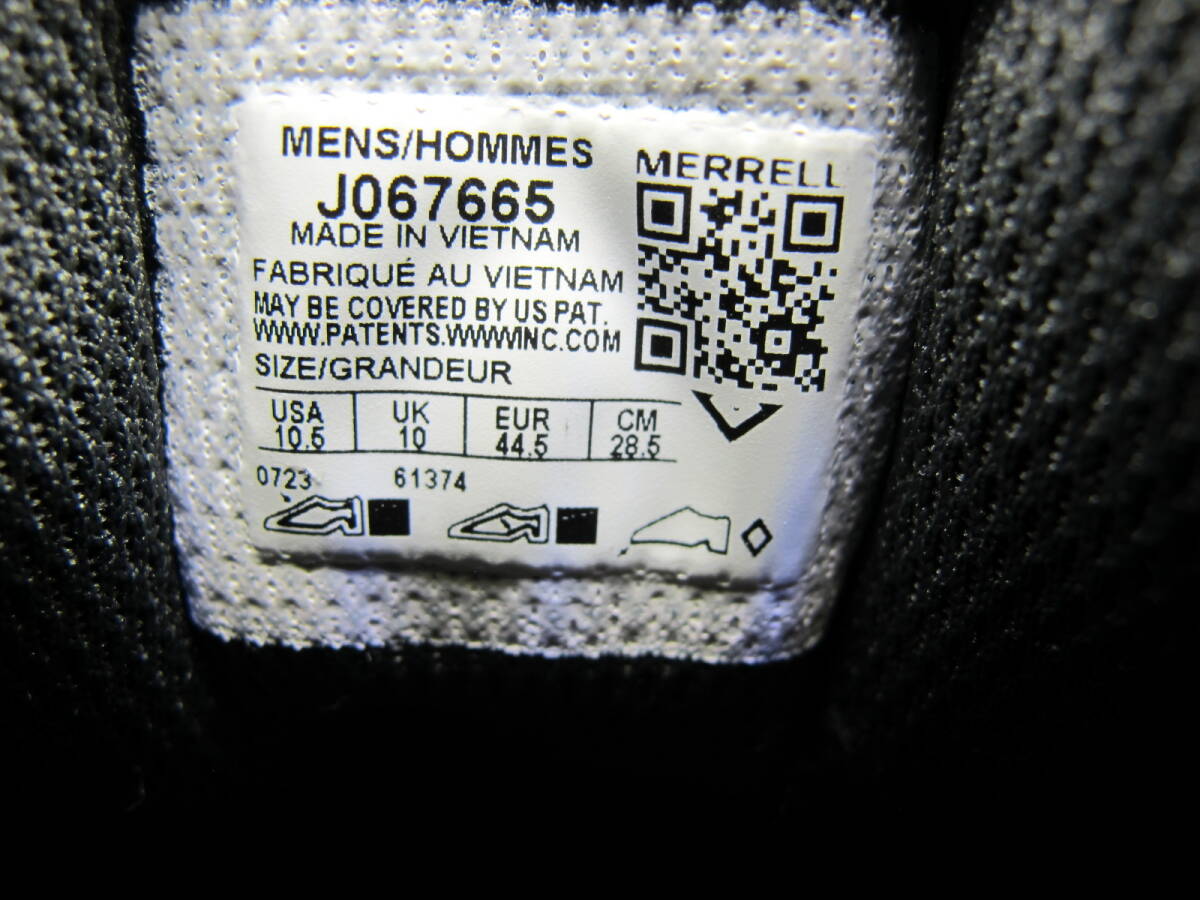 MENS/HOMMES
MERRELL
J067665
MADE IN VIETNAM
FABRIQUÉ AU VIETNAM
MAY BE COVERED BY US PAT.
WWW.PATENTS.WWWINC.COM
SIZE/GRANDEUR
USA UK EUR CM
10.5 10 44.5 28.5
0723 61374